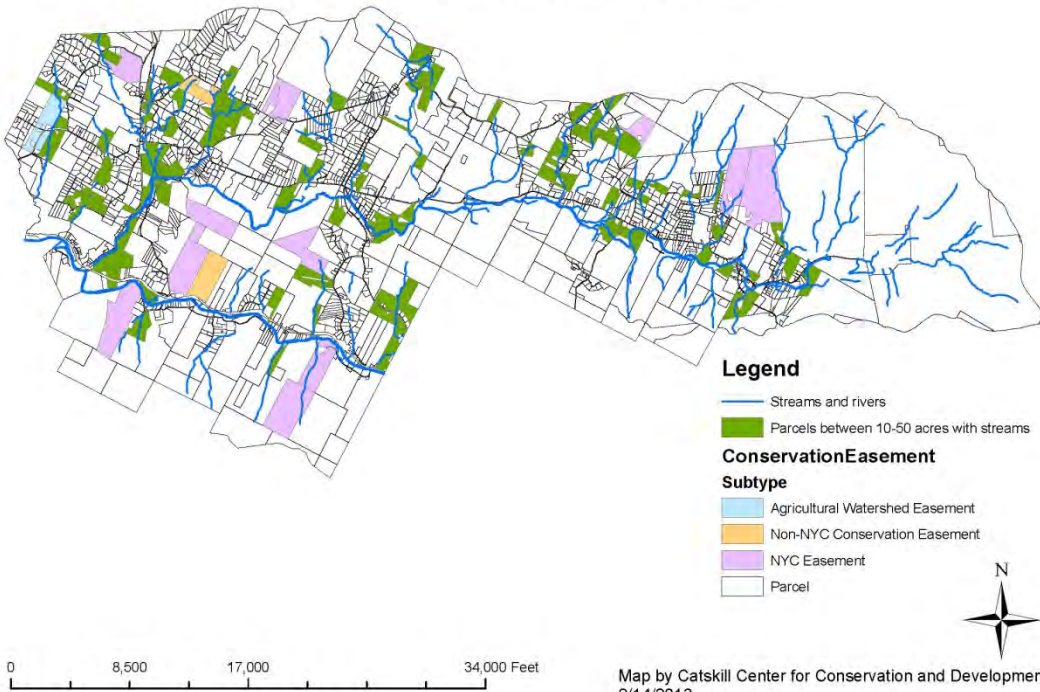 Legend
Streams and rivers
Parcels between 10-50 acres with streams
ConservationEasement
Subtype
Agricultural Watershed Easement
Non-NYC Conservation Easement
NYC Easement
Parcel
N
0 8,500 17,000 34,000 Feet
Map by Catskill Center for Conservation and Developmen